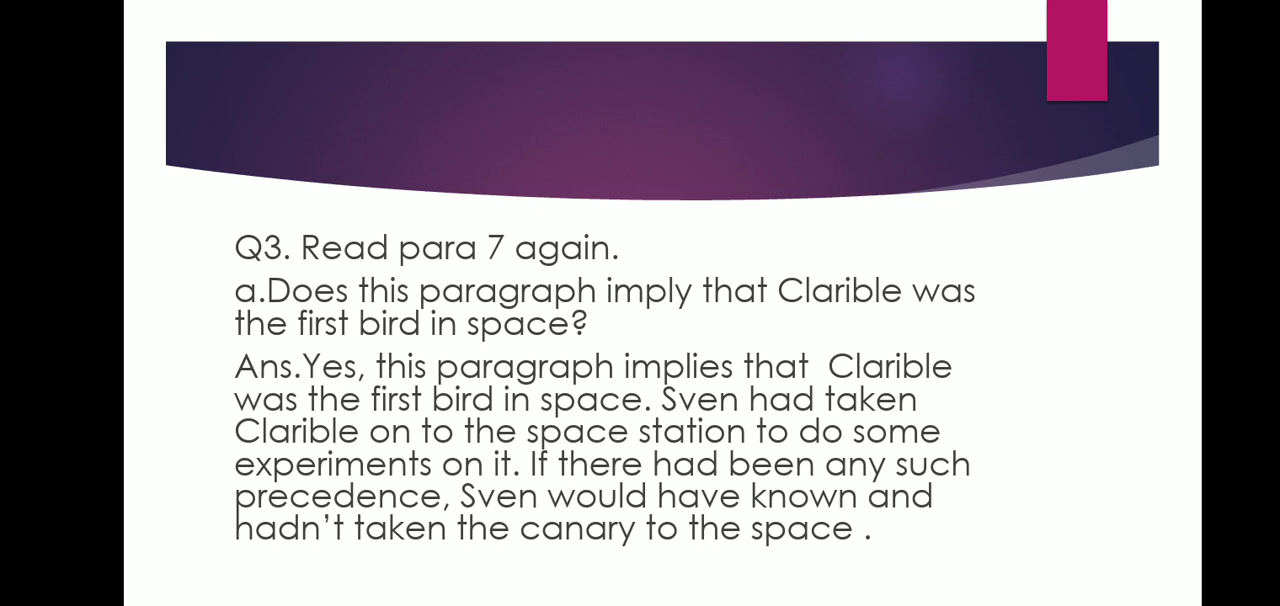 Q3. Read para 7 again.
a.Does this paragraph imply that Clarible was
the first bird in space?
Ans.Yes, this paragraph implies that  Clarible
was the first bird in space. Sven had taken
Clarible on to the space station to do some
experiments on it. If there had been any such
precedence, Sven would have known and
hadn’t taken the canary to the space .